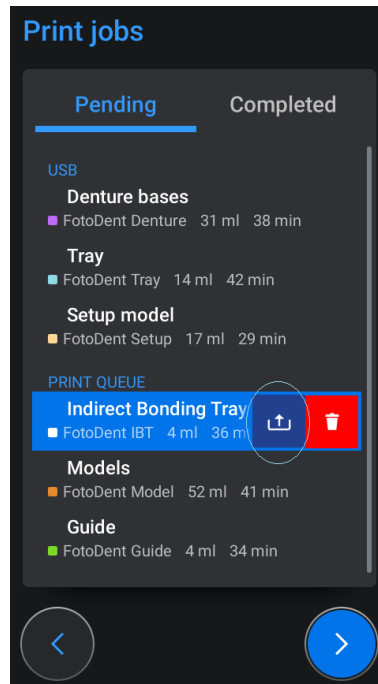 Print jobs
Pending Completed
USB
Denture bases
FotoDent Denture 31 ml 38 min
Tray
FotoDent Tray 14 ml 42 min
Setup model
FotoDent Setup 17 ml 29 min
PRINT QUEUE
Indirect Bonding Tray
FotoDent IBT 4 ml 36 m
Models
FotoDent Model 52 ml 41 min
Guide
FotoDent Guide 4 ml 34 min